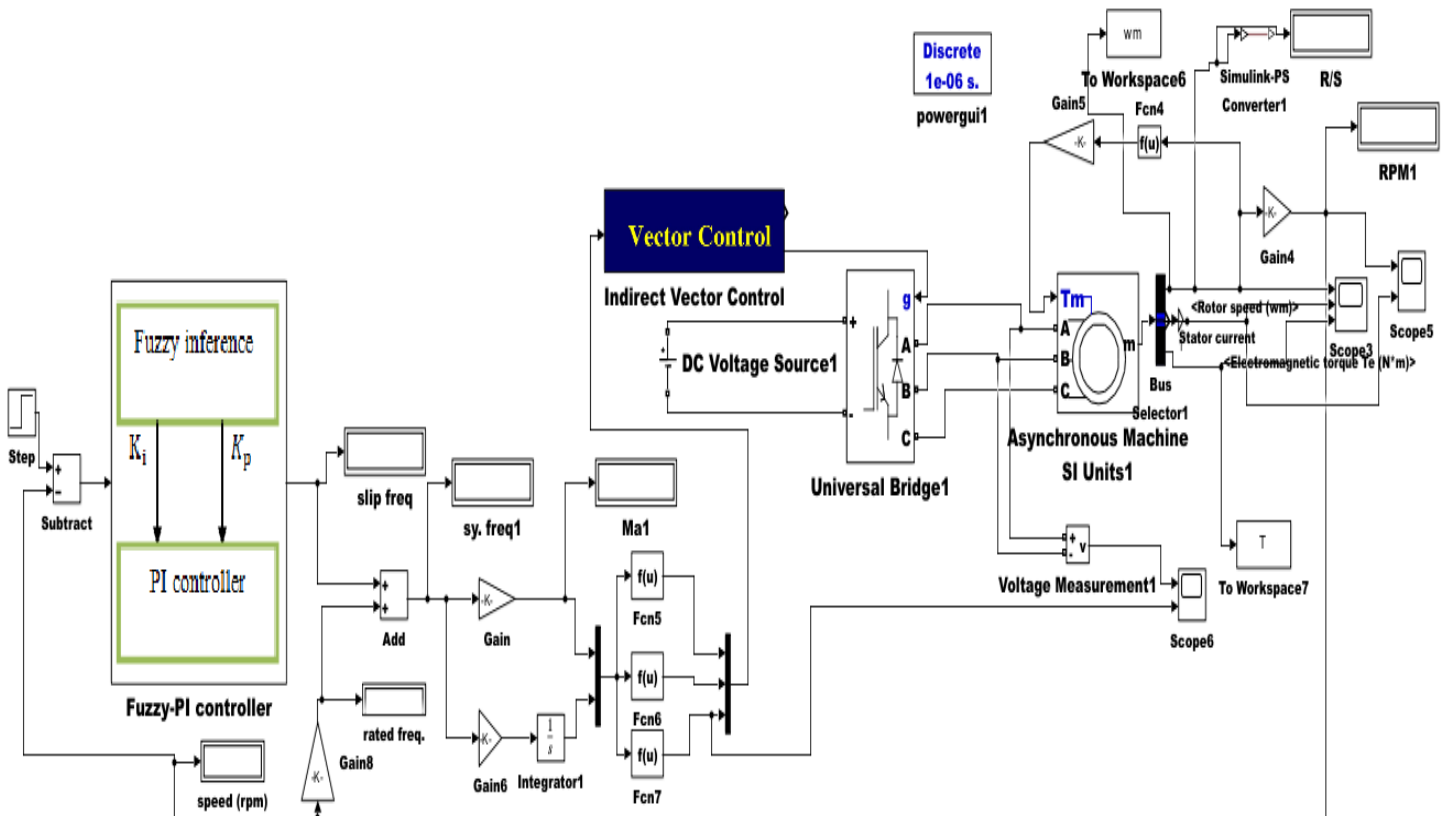 Discrete
1e-06 s.
powergui1
wm
To Workspace6
Simulink-PS
Converter1
R/S
Gain5
-K-
Fcn4
f(u)
RPM1
-K-
Gain4
Vector Control
Indirect Vector Control
+
DC Voltage Source1
+
-
g
A
B
C
Universal Bridge1
Tm
A
B
C
m
Asynchronous Machine
SI Units1
Bus
Selector1
<Rotor speed (wm)>
Stator current
<Electromagnetic torque Te (N*m)>
Scope3
Scope5
Step
+
−
Subtract
Fuzzy inference
Ki
Kp
PI controller
Fuzzy-PI controller
slip freq
sy. freq1
Ma1
+
+
Add
-K-
Gain
rated freq.
-K-
Gain8
speed (rpm)
-K-
Gain6
1
s
Integrator1
f(u)
Fcn5
f(u)
Fcn6
f(u)
Fcn7
+
-
v
Voltage Measurement1
T
To Workspace7
Scope6